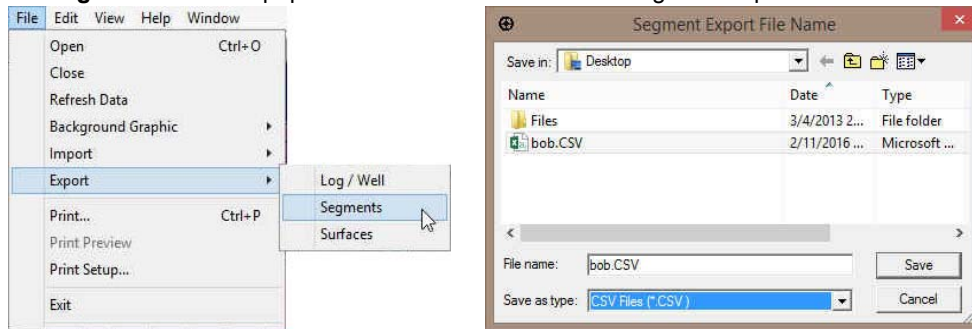 File Edit View Help Window
Open Ctrl+O
Close
Refresh Data
Background Graphic
Import
Export
Print... Ctrl+P
Print Preview
Print Setup...
Exit
Log / Well
Segments
Surfaces
Segment Export File Name
Save in: Desktop
Name Date Type
Files 3/4/2013 2... File folder
bob.CSV 2/11/2016 ... Microsoft ...
File name: bob.CSV Save
Save as type: CSV Files (*.CSV ) Cancel